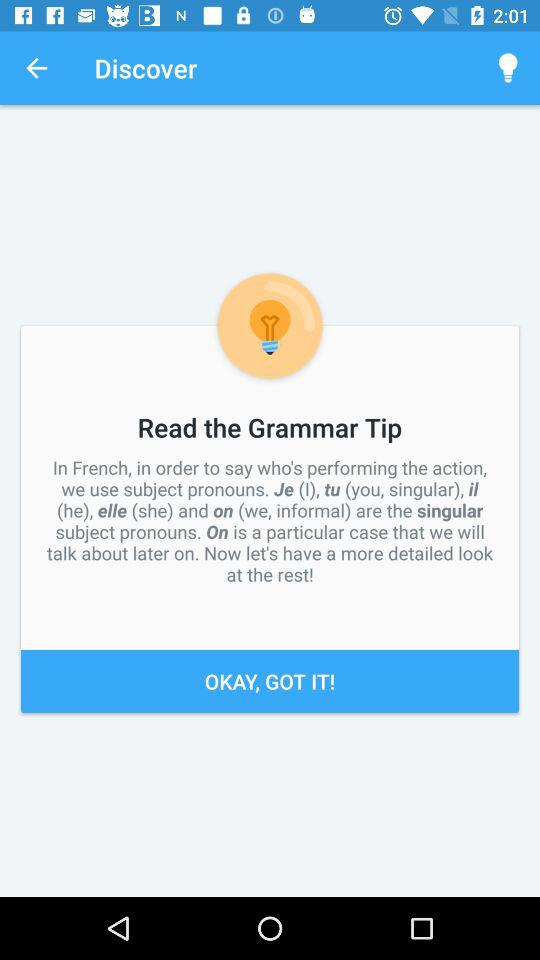 2:01
Discover
Read the Grammar Tip
In French, in order to say who's performing the action,
we use subject pronouns. Je (I), tu (you, singular), il
(he), elle (she) and on (we, informal) are the singular
subject pronouns. On is a particular case that we will
talk about later on. Now let's have a more detailed look
at the rest!
OKAY, GOT IT!